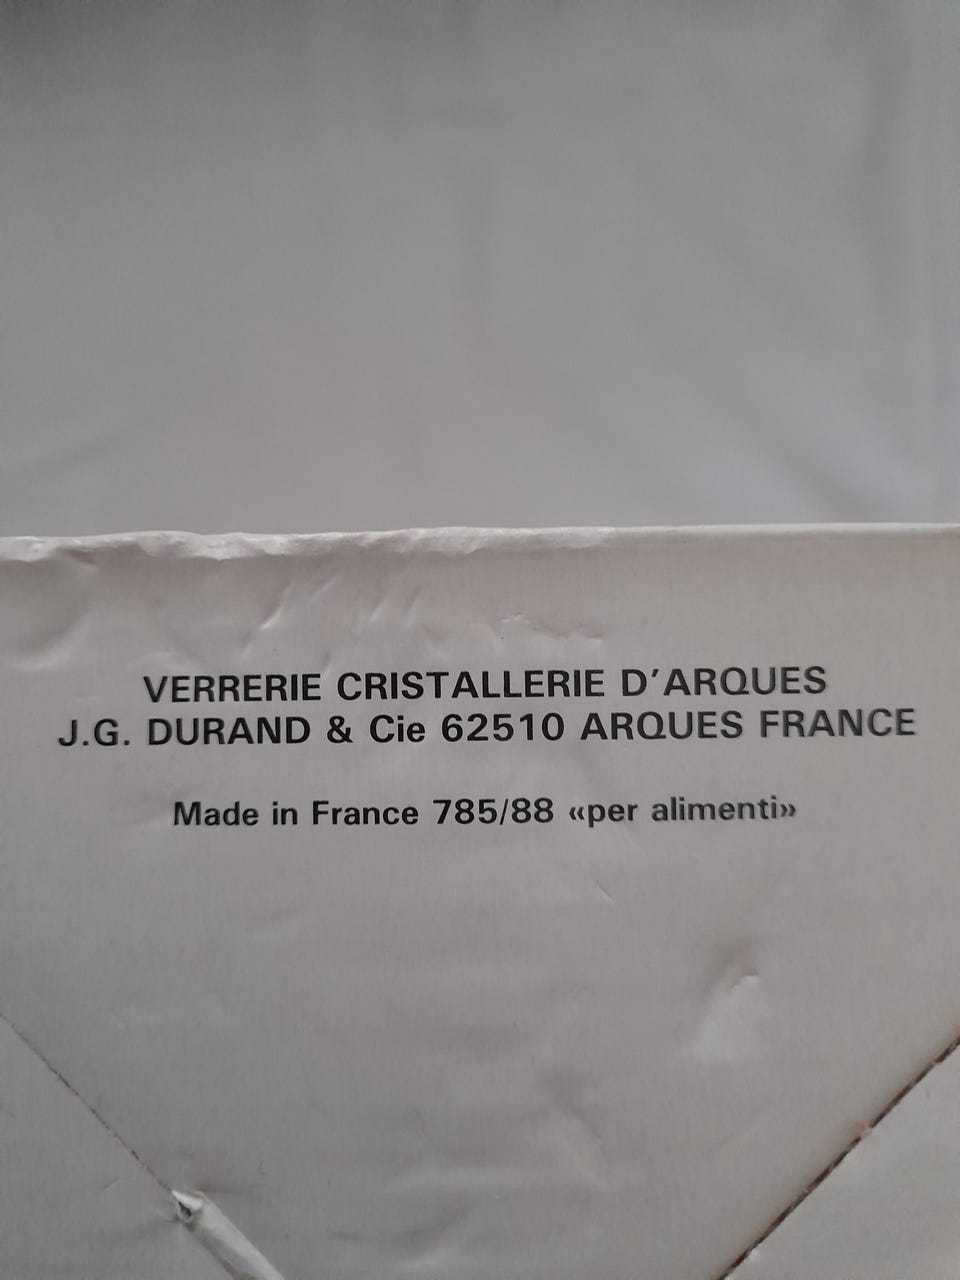 VERRERIE CRISTALLERIE D'ARQUES
J.G. DURAND & Cie 62510 ARQUES FRANCE
Made in France 785/88 «per alimenti»